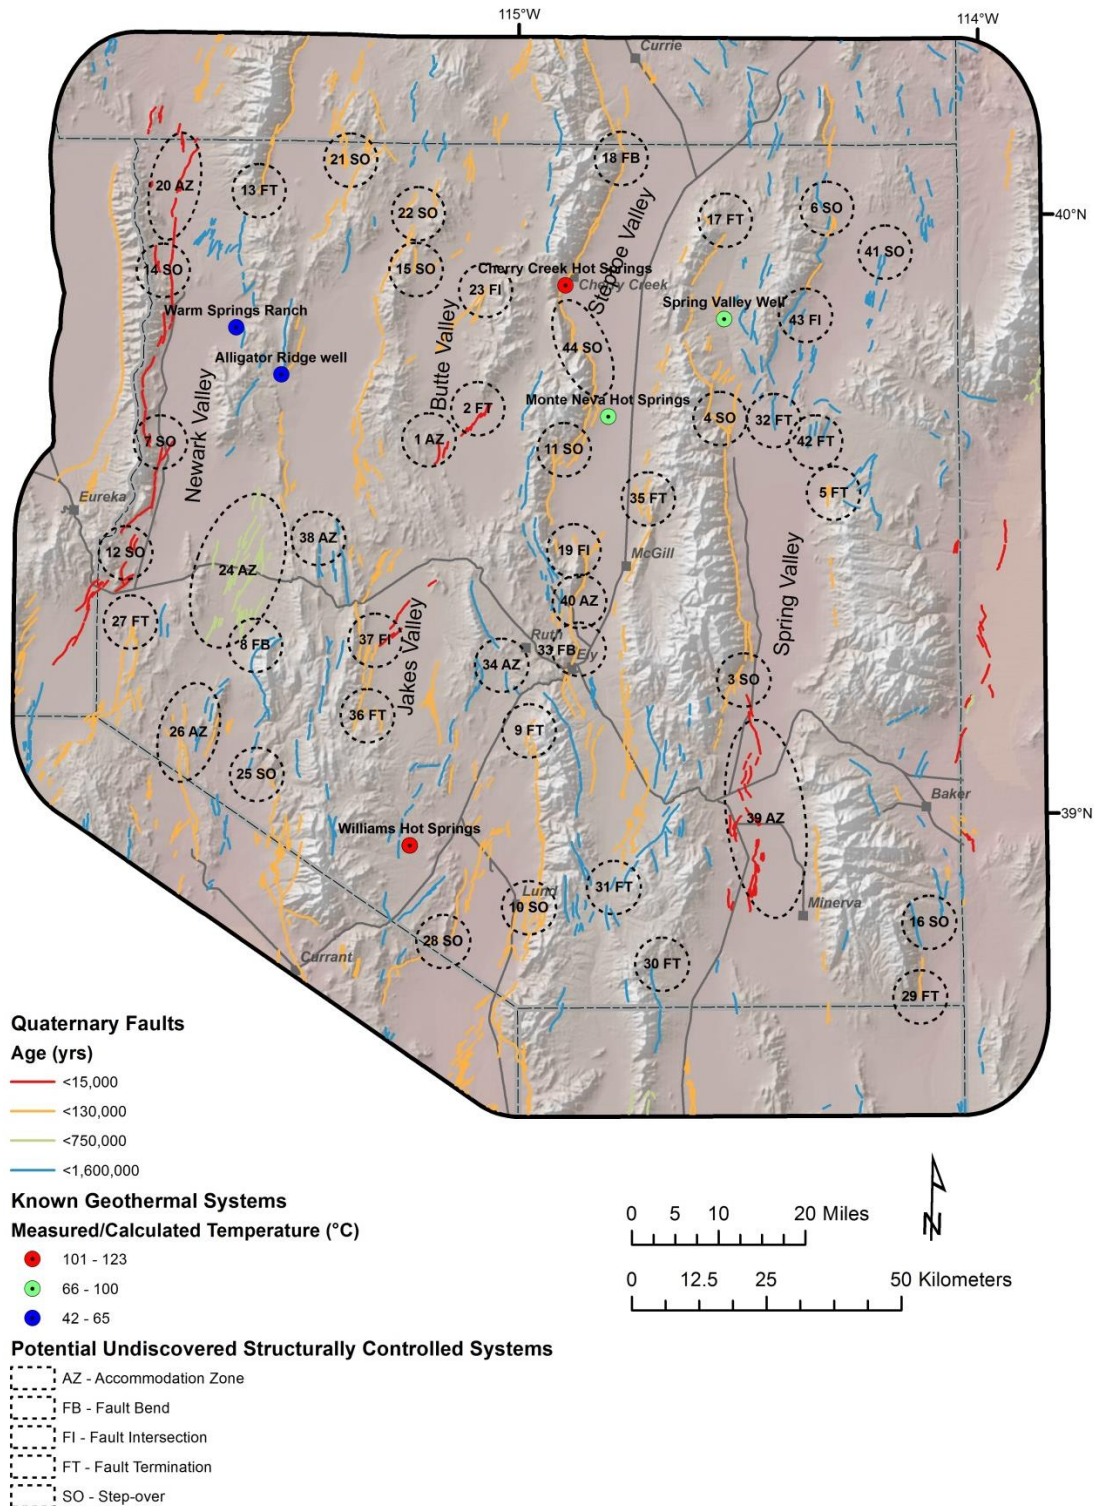 115°W
114°W
Currie
18 FB
21 SO
20 AZ
13 FT
22 SO
17 FT
6 SO
40°N
41 SO
14 SO
15 SO
Cherry Creek Hot Springs
Cherry Creek
Steptoe Valley
23 FI
Warm Springs Ranch
Spring Valley Well
43 FI
44 SO
Alligator Ridge well
Butte Valley
Newark Valley
2 FT
Monte Neva Hot Springs
4 SO
32 FT
7 SO
1 AZ
11 SO
42 FT
Eureka
35 FT
5 FT
12 SO
38 AZ
19 FI
McGill
24 AZ
40 AZ
Spring Valley
27 FT
8 FB
37 FI
Jakes Valley
Ruth
33 FB
Ely
34 AZ
3 SO
36 FT
26 AZ
9 FT
25 SO
Baker
39°N
39 AZ
Williams Hot Springs
31 FT
Lund
10 SO
Minerva
16 SO
28 SO
Currant
30 FT
29 FT
Quaternary Faults
Age (yrs)
<15,000
<130,000
<750,000
<1,600,000
Known Geothermal Systems
Measured/Calculated Temperature (°C)
101 - 123
66 - 100
42 - 65
N
0 5 10 20 Miles
0 12.5 25 50 Kilometers
Potential Undiscovered Structurally Controlled Systems
AZ - Accommodation Zone
FB - Fault Bend
FI - Fault Intersection
FT - Fault Termination
SO - Step-over